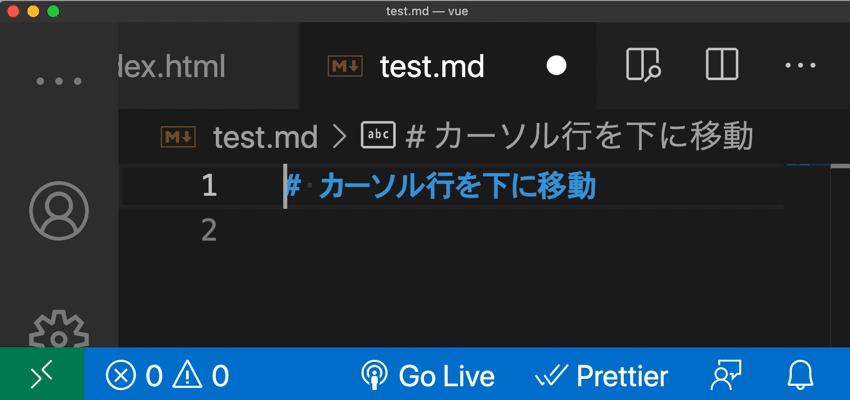 test.md — vue
dex.html
test.md
test.md > # カーソル行を下に移動
1 # カーソル行を下に移動
2
0 0 Go Live Prettier